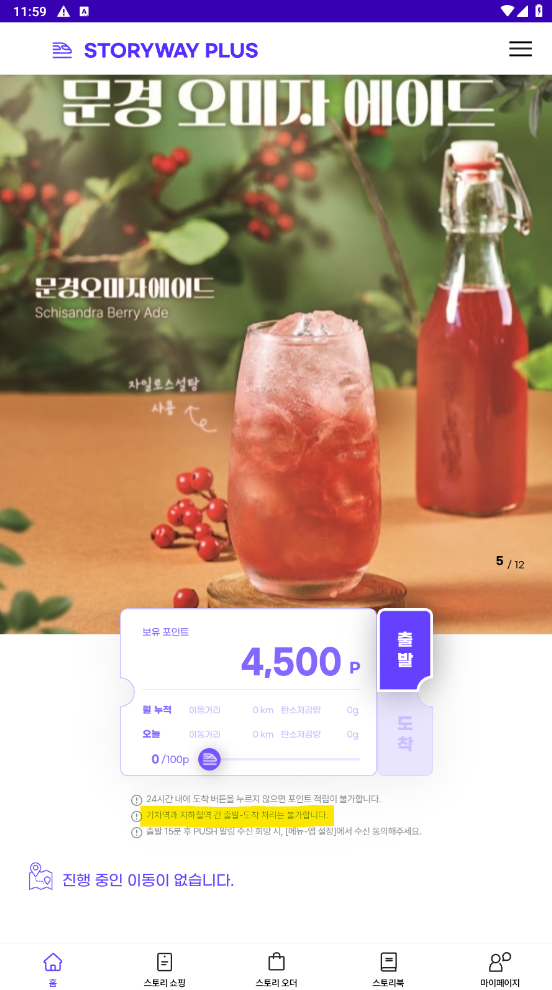 11:59
A
STORYWAY PLUS
문경 오미자 에이드
문경오미자에이드
Schisandra Berry Ade
자일로스설탕
사용
5 / 12
보유 포인트
4,500 P
출발
월 누적 이동거리 0 km 탄소저감량 0g
오늘 이동거리 0 km 탄소저감량 0g
도착
0 /100p
24시간 내에 도착 버튼을 누르지 않으면 포인트 적립이 불가합니다.
기차역과 지하철역 간 출발-도착 처리는 불가합니다.
출발 15분 후 PUSH 알림 수신 희망 시, [메뉴-앱 설정]에서 수신 동의해주세요.
진행 중인 이동이 없습니다.
홈 스토리 쇼핑 스토리 오더 스토리북 마이페이지